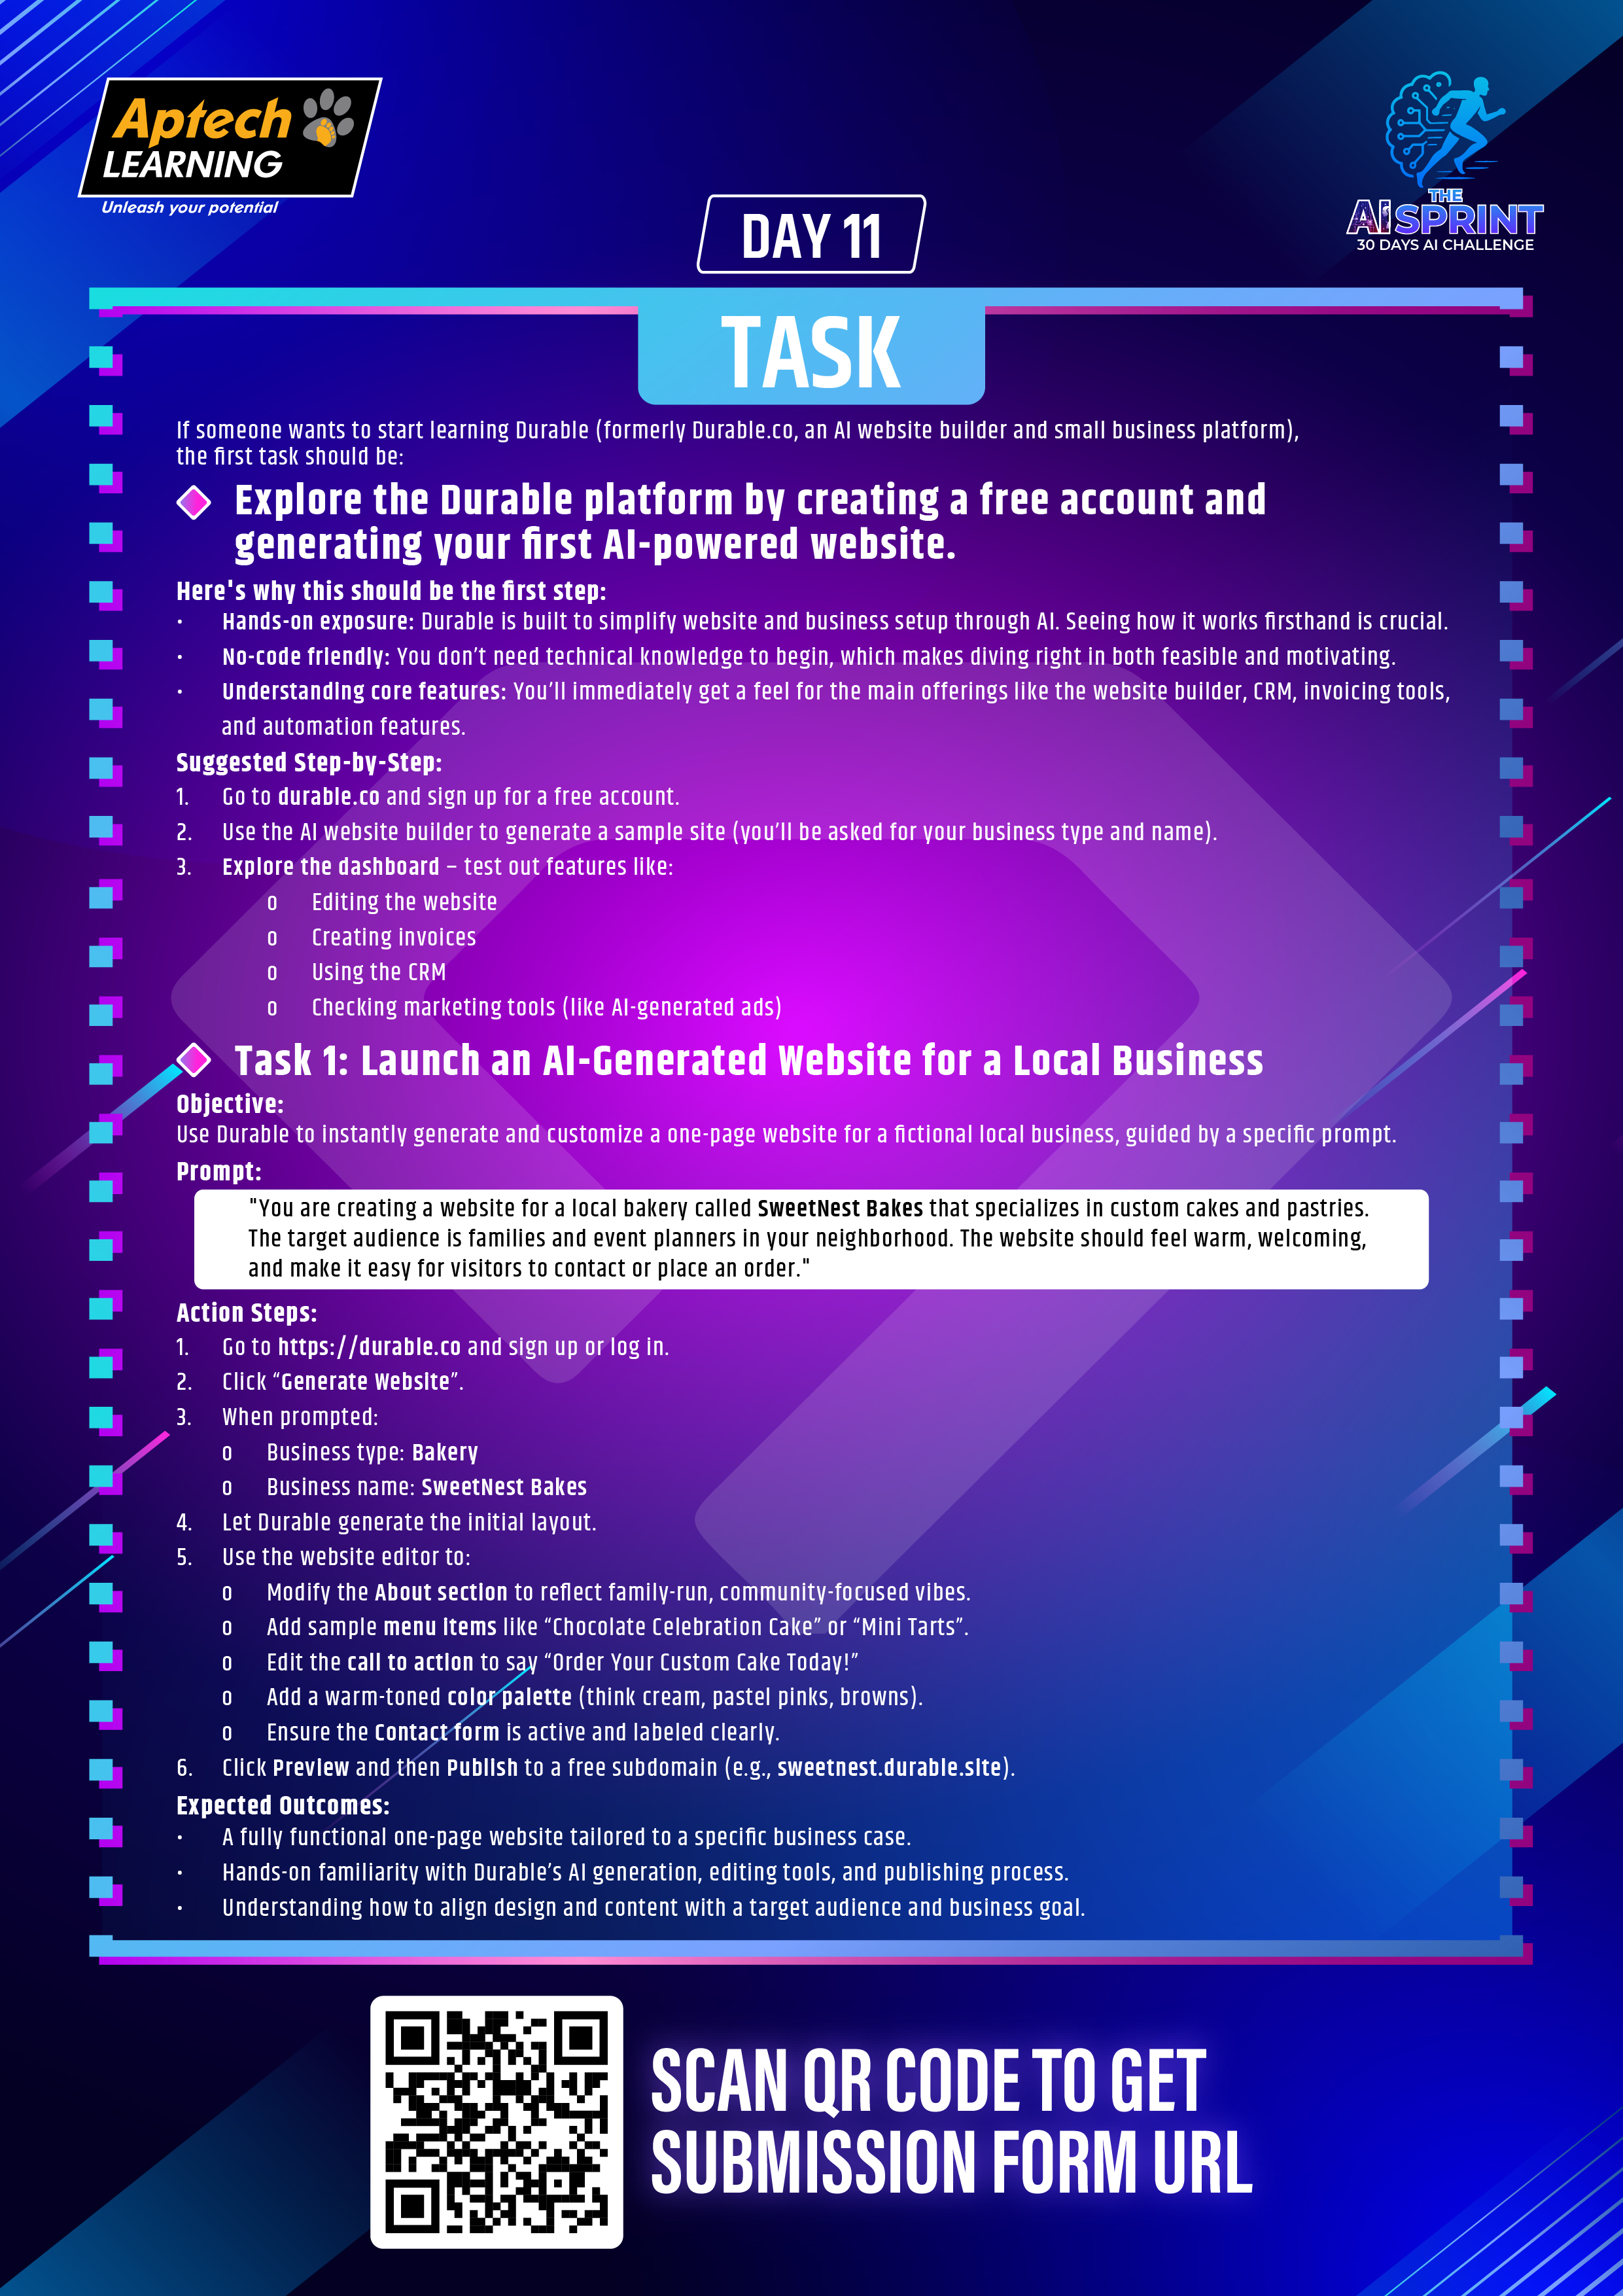 Aptech
LEARNING
Unleash your potential
THE
AI SPRINT
30 DAYS AI CHALLENGE
DAY 11
TASK
If someone wants to start learning Durable (formerly Durable.co, an AI website builder and small business platform),
the first task should be:
Explore the Durable platform by creating a free account and
generating your first AI-powered website.
Here's why this should be the first step:
• Hands-on exposure: Durable is built to simplify website and business setup through AI. Seeing how it works firsthand is crucial.
• No-code friendly: You don’t need technical knowledge to begin, which makes diving right in both feasible and motivating.
• Understanding core features: You’ll immediately get a feel for the main offerings like the website builder, CRM, invoicing tools,
and automation features.
Suggested Step-by-Step:
1. Go to durable.co and sign up for a free account.
2. Use the AI website builder to generate a sample site (you’ll be asked for your business type and name).
3. Explore the dashboard – test out features like:
o Editing the website
o Creating invoices
o Using the CRM
o Checking marketing tools (like AI-generated ads)
Task 1: Launch an AI-Generated Website for a Local Business
Objective:
Use Durable to instantly generate and customize a one-page website for a fictional local business, guided by a specific prompt.
Prompt:
"You are creating a website for a local bakery called SweetNest Bakes that specializes in custom cakes and pastries.
The target audience is families and event planners in your neighborhood. The website should feel warm, welcoming,
and make it easy for visitors to contact or place an order."
Action Steps:
1. Go to https://durable.co and sign up or log in.
2. Click “Generate Website”.
3. When prompted:
o Business type: Bakery
o Business name: SweetNest Bakes
4. Let Durable generate the initial layout.
5. Use the website editor to:
o Modify the About section to reflect family-run, community-focused vibes.
o Add sample menu items like “Chocolate Celebration Cake” or “Mini Tarts”.
o Edit the call to action to say “Order Your Custom Cake Today!”
o Add a warm-toned color palette (think cream, pastel pinks, browns).
o Ensure the Contact form is active and labeled clearly.
6. Click Preview and then Publish to a free subdomain (e.g., sweetnest.durable.site).
Expected Outcomes:
• A fully functional one-page website tailored to a specific business case.
• Hands-on familiarity with Durable’s AI generation, editing tools, and publishing process.
• Understanding how to align design and content with a target audience and business goal.
SCAN QR CODE TO GET
SUBMISSION FORM URL